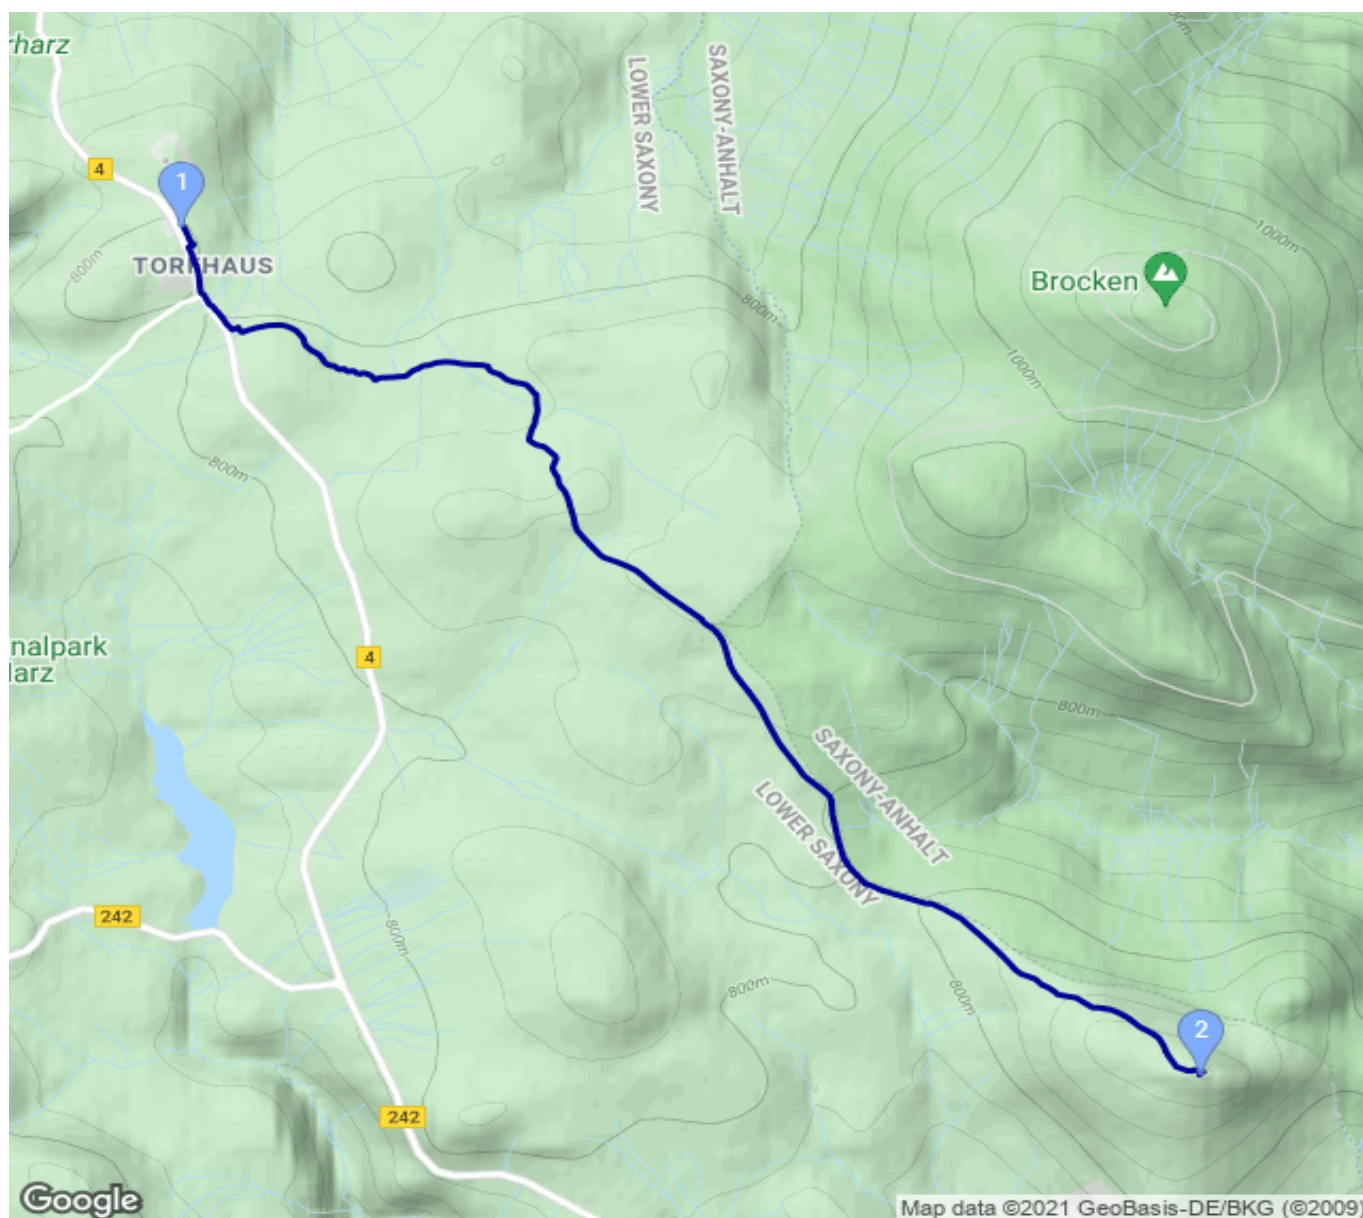 rharz
LOWER SAXONY
SAXONY-ANHALT
4
1
TORFHAUS
800m
1000m
Brocken
800m
1000m
800m
nalpark
larz
4
800m
SAXONY-ANHALT
LOWER SAXONY
242
800m
800m
800m
2
242
Google
Map data ©2021 GeoBasis-DE/BKG (©2009)